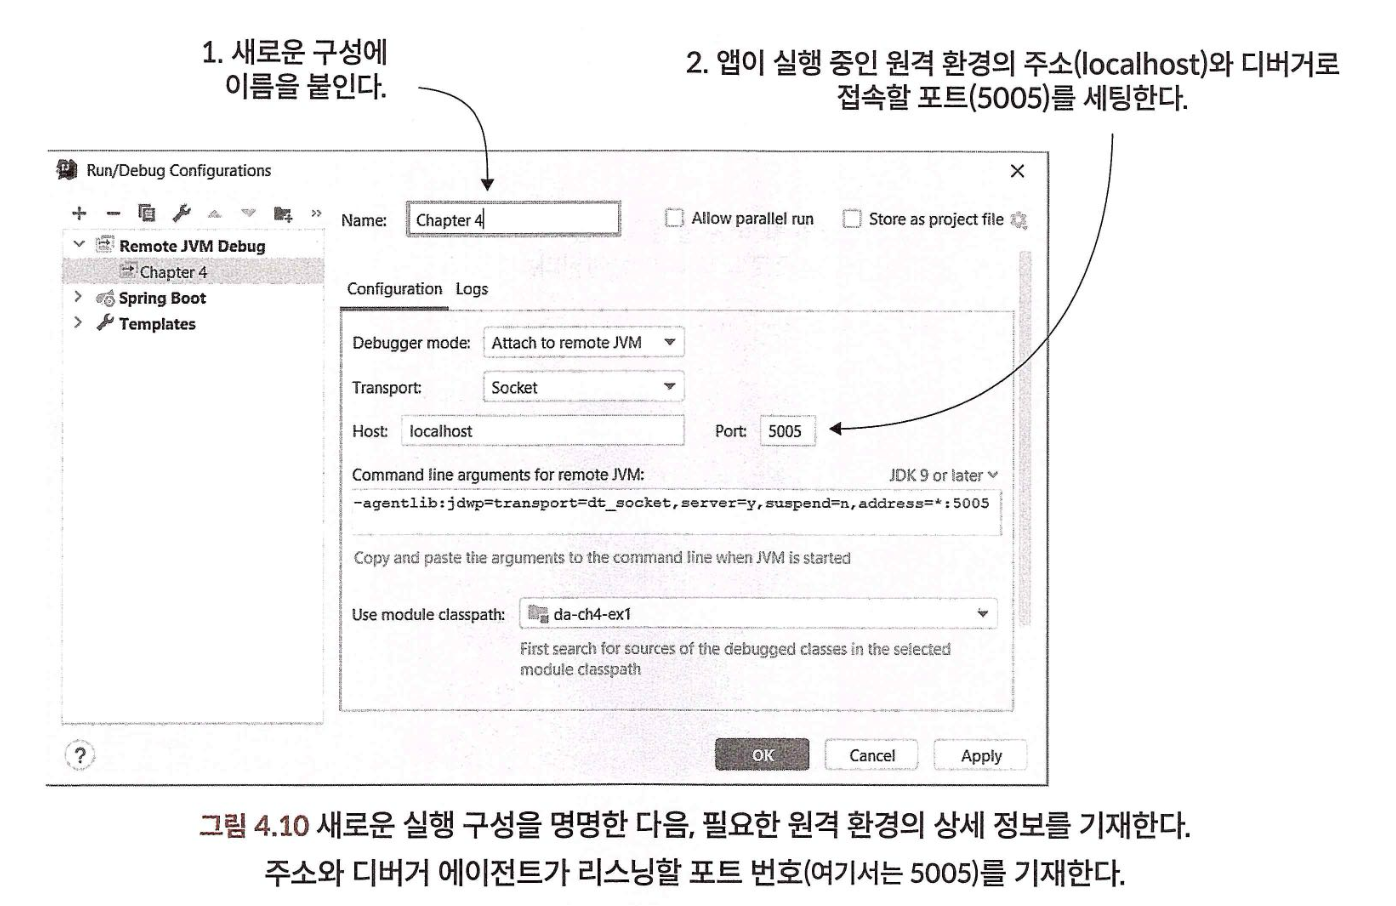 1. 새로운 구성에
이름을 붙인다.
2. 앱이 실행 중인 원격 환경의 주소(localhost)와 디버거로
접속할 포트(5005)를 세팅한다.
Run/Debug Configurations
Name: Chapter 4
Allow parallel run
Store as project file
Remote JVM Debug
Chapter 4
Spring Boot
Templates
Configuration Logs
Debugger mode: Attach to remote JVM
Transport: Socket
Host: localhost Port: 5005
Command line arguments for remote JVM: JDK 9 or later
-agentlib:jdwp=transport=dt_socket,server=y,suspend=n,address=*:5005
Copy and paste the arguments to the command line when JVM is started
Use module classpath: da-ch4-ex1
First search for sources of the debugged classes in the selected
module classpath
? OK Cancel Apply
그림 4.10 새로운 실행 구성을 명명한 다음, 필요한 원격 환경의 상세 정보를 기재한다.
주소와 디버거 에이전트가 리스닝할 포트 번호(여기서는 5005)를 기재한다.